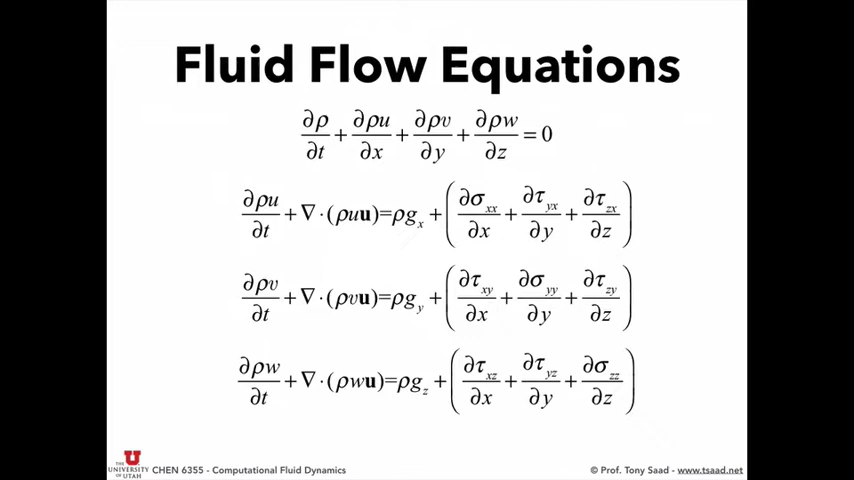 Fluid Flow Equations
∂ρ/∂t + ∂ρu/∂x + ∂ρv/∂y + ∂ρw/∂z = 0
∂ρu/∂t + ∇·(ρu𝐮)=ρg_x + (∂σ_xx/∂x + ∂τ_yx/∂y + ∂τ_zx/∂z)
∂ρv/∂t + ∇·(ρv𝐮)=ρg_y + (∂τ_xy/∂x + ∂σ_yy/∂y + ∂τ_zy/∂z)
∂ρw/∂t + ∇·(ρw𝐮)=ρg_z + (∂τ_xz/∂x + ∂τ_yz/∂y + ∂σ_zz/∂z)
THE UNIVERSITY OF UTAH
CHEN 6355 - Computational Fluid Dynamics
© Prof. Tony Saad - www.tsaad.net